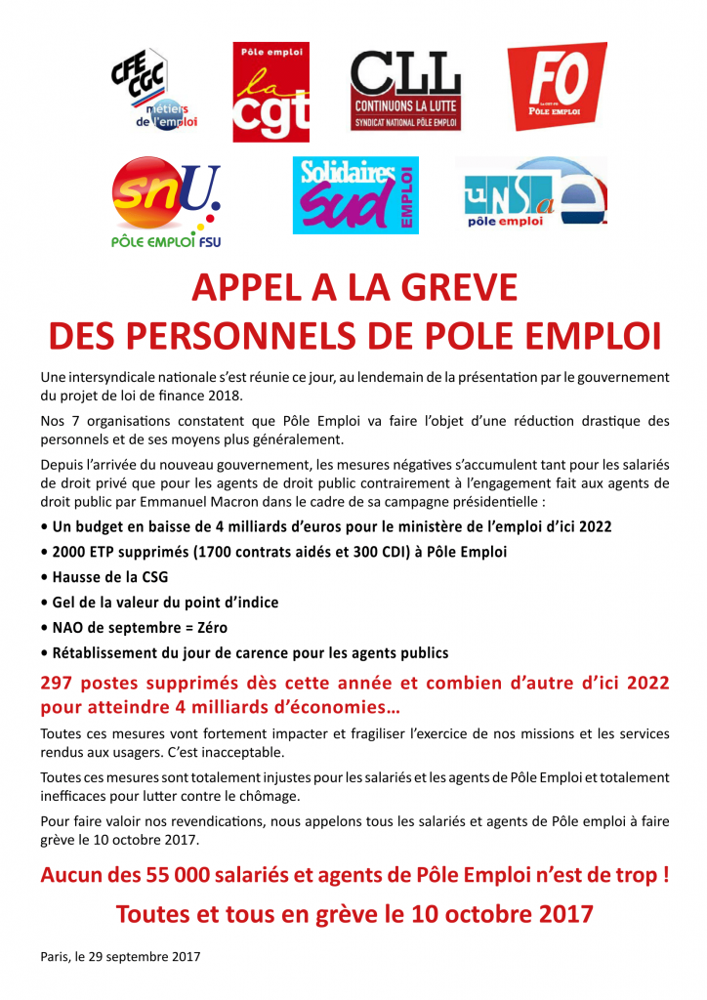 CFE
CGC
métiers
de l'emploi
Pôle emploi
la
cgt
CLL
CONTINUONS LA LUTTE
SYNDICAT NATIONAL PÔLE EMPLOI
FO
PÔLE EMPLOI
snU.
PÔLE EMPLOI FSU
Solidaires
Sud
EMPLOI
UNSa
pôle emploi
APPEL A LA GREVE
DES PERSONNELS DE POLE EMPLOI
Une intersyndicale nationale s'est réunie ce jour, au lendemain de la présentation par le gouvernement
du projet de loi de finance 2018.
Nos 7 organisations constatent que Pôle Emploi va faire l'objet d'une réduction drastique des
personnels et de ses moyens plus généralement.
Depuis l'arrivée du nouveau gouvernement, les mesures négatives s'accumulent tant pour les salariés
de droit privé que pour les agents de droit public contrairement à l'engagement fait aux agents de
droit public par Emmanuel Macron dans le cadre de sa campagne présidentielle :
• Un budget en baisse de 4 milliards d'euros pour le ministère de l'emploi d'ici 2022
• 2000 ETP supprimés (1700 contrats aidés et 300 CDI) à Pôle Emploi
• Hausse de la CSG
• Gel de la valeur du point d'indice
• NAO de septembre = Zéro
• Rétablissement du jour de carence pour les agents publics
297 postes supprimés dès cette année et combien d'autre d'ici 2022
pour atteindre 4 milliards d'économies…
Toutes ces mesures vont fortement impacter et fragiliser l'exercice de nos missions et les services
rendus aux usagers. C'est inacceptable.
Toutes ces mesures sont totalement injustes pour les salariés et les agents de Pôle Emploi et totalement
inefficaces pour lutter contre le chômage.
Pour faire valoir nos revendications, nous appelons tous les salariés et agents de Pôle emploi à faire
grève le 10 octobre 2017.
Aucun des 55 000 salariés et agents de Pôle Emploi n'est de trop !
Toutes et tous en grève le 10 octobre 2017
Paris, le 29 septembre 2017